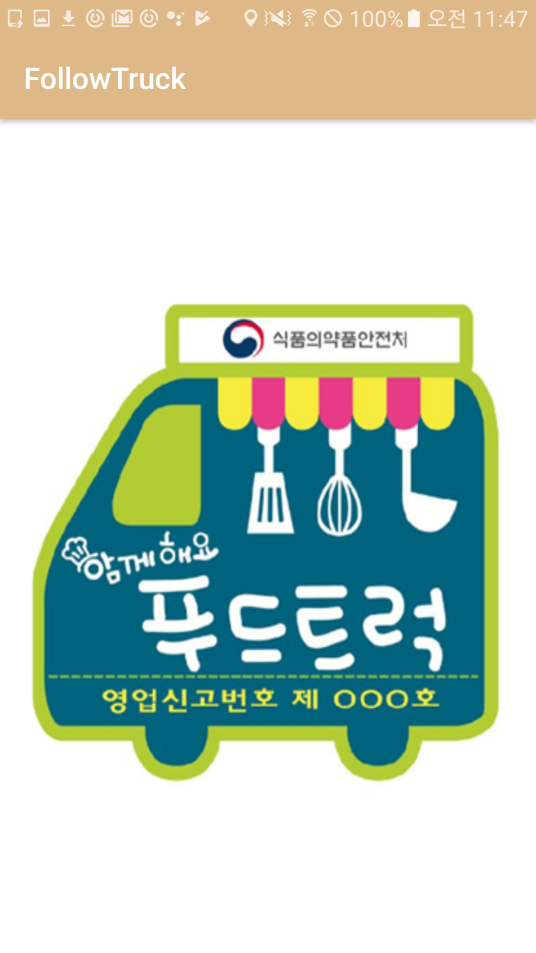 100% 오전 11:47
FollowTruck
식품의약품안전처
함께해요
푸드트럭
영업신고번호 제 OOO호